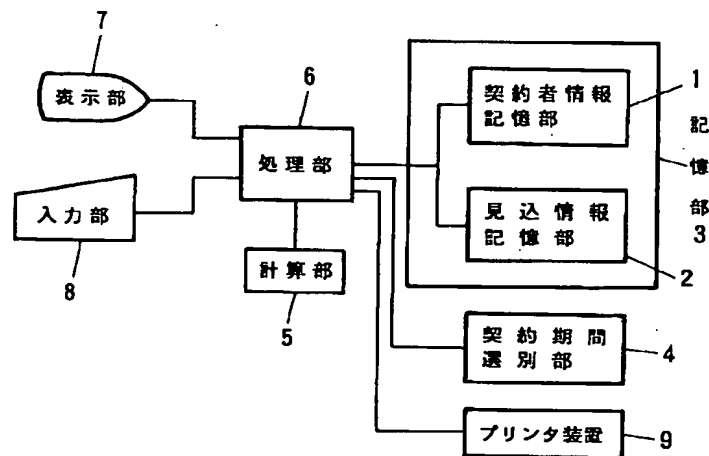 7
表示部
6
処理部
入力部
8
計算部
5
契約者情報
記憶部
1
見込情報
記憶部
2
記憶部
3
契約期間
選別部
4
プリンタ装置
9